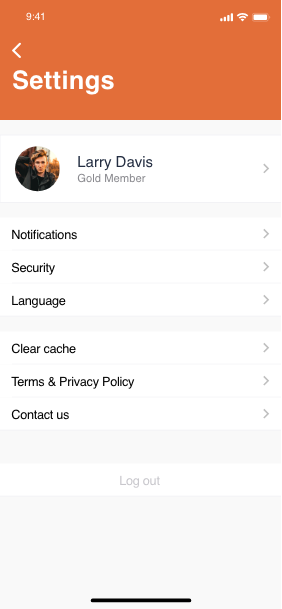 9:41
Settings
Larry Davis
Gold Member
Notifications
Security
Language
Clear cache
Terms & Privacy Policy
Contact us
Log out